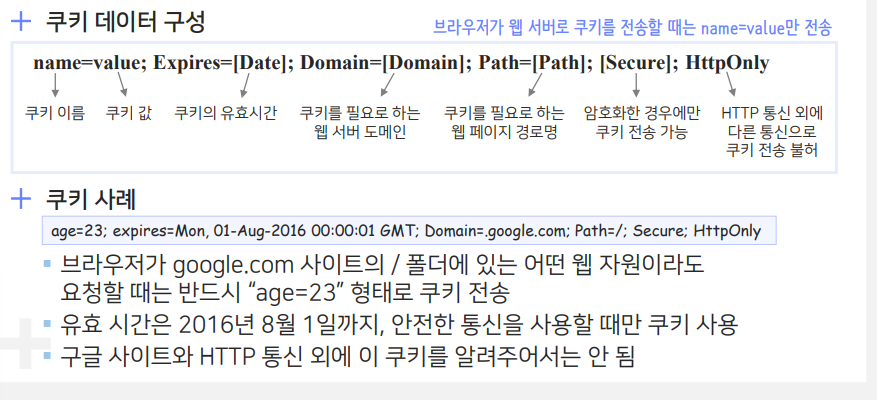 쿠키 데이터 구성
브라우저가 웹 서버로 쿠키를 전송할 때는 name=value만 전송
name=value; Expires=[Date]; Domain=[Domain]; Path=[Path]; [Secure]; HttpOnly
쿠키 이름
쿠키 값
쿠키의 유효시간
쿠키를 필요로 하는
웹 서버 도메인
쿠키를 필요로 하는
웹 페이지 경로명
암호화한 경우에만
쿠키 전송 가능
HTTP 통신 외에
다른 통신으로
쿠키 전송 불허
쿠키 사례
age=23; expires=Mon, 01-Aug-2016 00:00:01 GMT; Domain=.google.com; Path=/; Secure; HttpOnly
브라우저가 google.com 사이트의 / 폴더에 있는 어떤 웹 자원이라도
요청할 때는 반드시 “age=23” 형태로 쿠키 전송
유효 시간은 2016년 8월 1일까지, 안전한 통신을 사용할 때만 쿠키 사용
구글 사이트와 HTTP 통신 외에 이 쿠키를 알려주어서는 안 됨